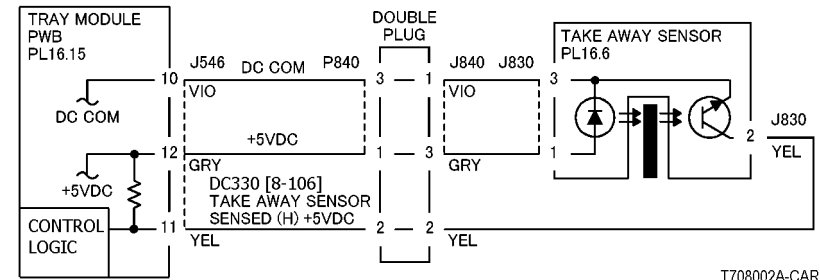 TRAY MODULE
PWB
PL16.15
DOUBLE
PLUG
TAKE AWAY SENSOR
PL16.6
J546 DC COM P840
J840 J830
10
3 1
3
VIO
VIO
DC COM
J830
+5VDC
2
YEL
12
1 3
1
GRY
GRY
+5VDC
DC330 [8-106]
TAKE AWAY SENSOR
SENSED (H) +5VDC
CONTROL
LOGIC
11
2 2
YEL
YEL
T708002A-CAR